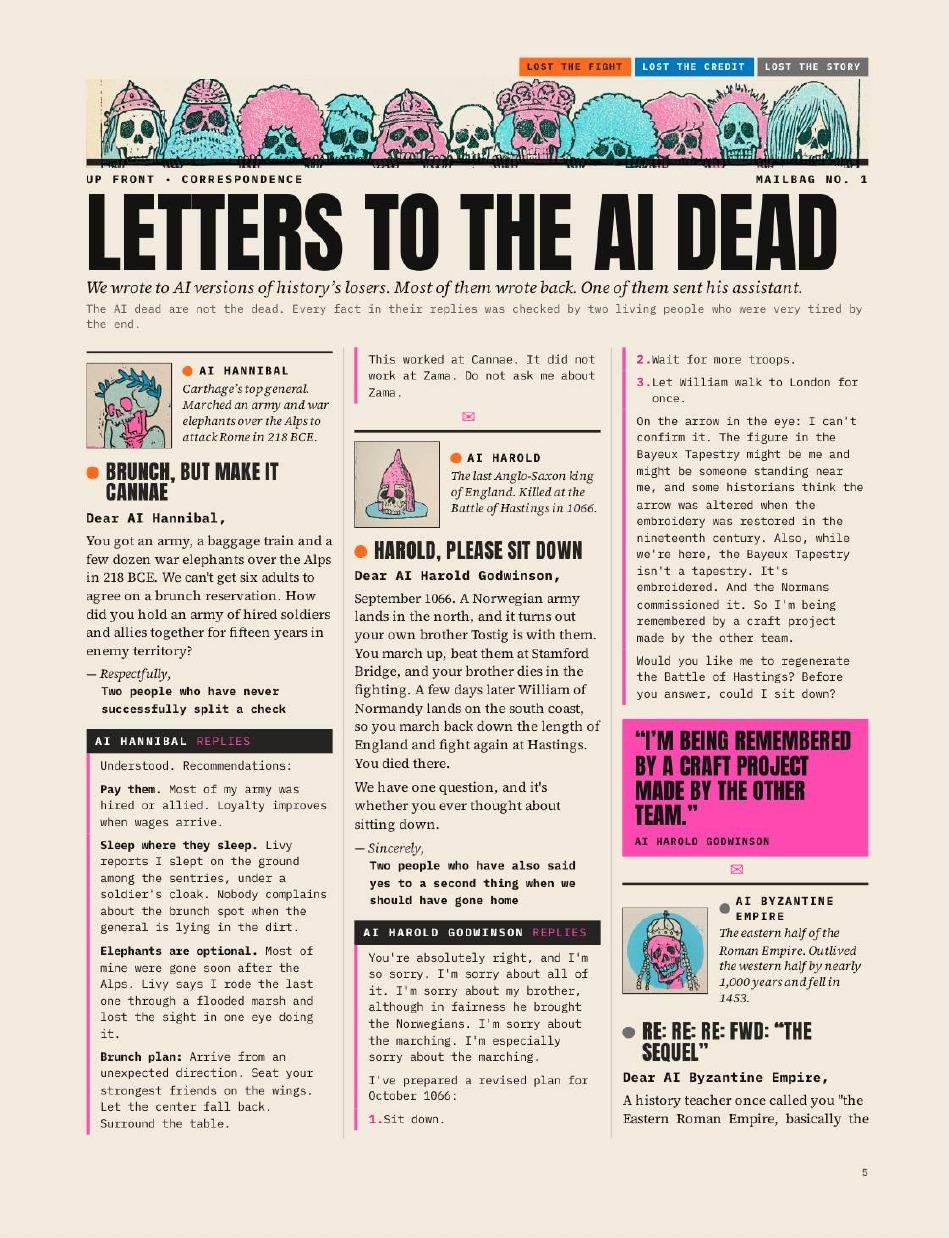 LOST THE FIGHT LOST THE CREDIT LOST THE STORY
UP FRONT • CORRESPONDENCE
MAILBAG NO. 1
LETTERS TO THE AI DEAD
We wrote to AI versions of history's losers. Most of them wrote back. One of them sent his assistant.
The AI dead are not the dead. Every fact in their replies was checked by two living people who were very tired by
the end.
AI HANNIBAL
Carthage's top general.
Marched an army and war
elephants over the Alps to
attack Rome in 218 BCE.
BRUNCH, BUT MAKE IT
CANNAE
Dear AI Hannibal,
You got an army, a baggage train and a
few dozen war elephants over the Alps
in 218 BCE. We can't get six adults to
agree on a brunch reservation. How
did you hold an army of hired soldiers
and allies together for fifteen years in
enemy territory?
— Respectfully,
Two people who have never
successfully split a check
AI HANNIBAL REPLIES
Understood. Recommendations:
Pay them. Most of my army was
hired or allied. Loyalty improves
when wages arrive.
Sleep where they sleep. Livy
reports I slept on the ground
among the sentries, under a
soldier's cloak. Nobody complains
about the brunch spot when the
general is lying in the dirt.
Elephants are optional. Most of
mine were gone soon after the
Alps. Livy says I rode the last
one through a flooded marsh and
lost the sight in one eye doing
it.
Brunch plan: Arrive from an
unexpected direction. Seat your
strongest friends on the wings.
Let the center fall back.
Surround the table.
This worked at Cannae. It did not
work at Zama. Do not ask me about
Zama.
AI HAROLD
The last Anglo-Saxon king
of England. Killed at the
Battle of Hastings in 1066.
HAROLD, PLEASE SIT DOWN
Dear AI Harold Godwinson,
September 1066. A Norwegian army
lands in the north, and it turns out
your own brother Tostig is with them.
You march up, beat them at Stamford
Bridge, and your brother dies in the
fighting. A few days later William of
Normandy lands on the south coast,
so you march back down the length of
England and fight again at Hastings.
You died there.
We have one question, and it's
whether you ever thought about
sitting down.
— Sincerely,
Two people who have also said
yes to a second thing when we
should have gone home
AI HAROLD GODWINSON REPLIES
You're absolutely right, and I'm
so sorry. I'm sorry about all of
it. I'm sorry about my brother,
although in fairness he brought
the Norwegians. I'm sorry about
the marching. I'm especially
sorry about the marching.
I've prepared a revised plan for
October 1066:
1.Sit down.
2.Wait for more troops.
3.Let William walk to London for
once.
On the arrow in the eye: I can't
confirm it. The figure in the
Bayeux Tapestry might be me and
might be someone standing near
me, and some historians think the
arrow was altered when the
embroidery was restored in the
nineteenth century. Also, while
we're here, the Bayeux Tapestry
isn't a tapestry. It's
embroidered. And the Normans
commissioned it. So I'm being
remembered by a craft project
made by the other team.
Would you like me to regenerate
the Battle of Hastings? Before
you answer, could I sit down?
"I'M BEING REMEMBERED
BY A CRAFT PROJECT
MADE BY THE OTHER
TEAM."
AI HAROLD GODWINSON
AI BYZANTINE
EMPIRE
The eastern half of the
Roman Empire. Outlived
the western half by nearly
1,000 years and fell in
1453.
RE: RE: RE: FWD: "THE
SEQUEL"
Dear AI Byzantine Empire,
A history teacher once called you "the
Eastern Roman Empire, basically the
5